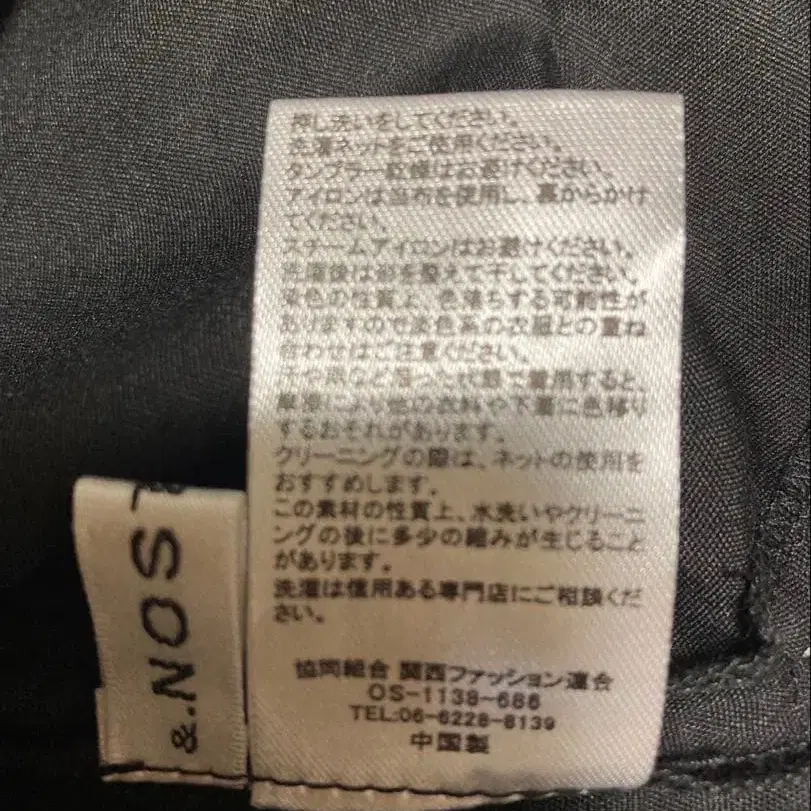 押し洗いをしてください。
洗濯ネットをご使用ください。
タンブラー乾燥はお避けください。
アイロンは当布を使用し、裏からかけ
てください。
スチームアイロンはお避けください。
洗濯後は形を整えて干してください。
染色の性質上、色落ちする可能性が
ありますので淡色系の衣服との重ね
合わせはご注意ください。
汗や雨など湿った状態で着用すると、
摩擦により他の衣料や下着に色移り
するおそれがあります。
クリーニングの際は、ネットの使用を
おすすめします。
この素材の性質上、水洗いやクリーニ
ングの後に多少の縮みが生じること
があります。
洗濯は信用ある専門店にご相談くだ
さい。
協同組合 関西ファッション連合
OS-1138-686
TEL:06-6228-6139
中国製
&.NOS